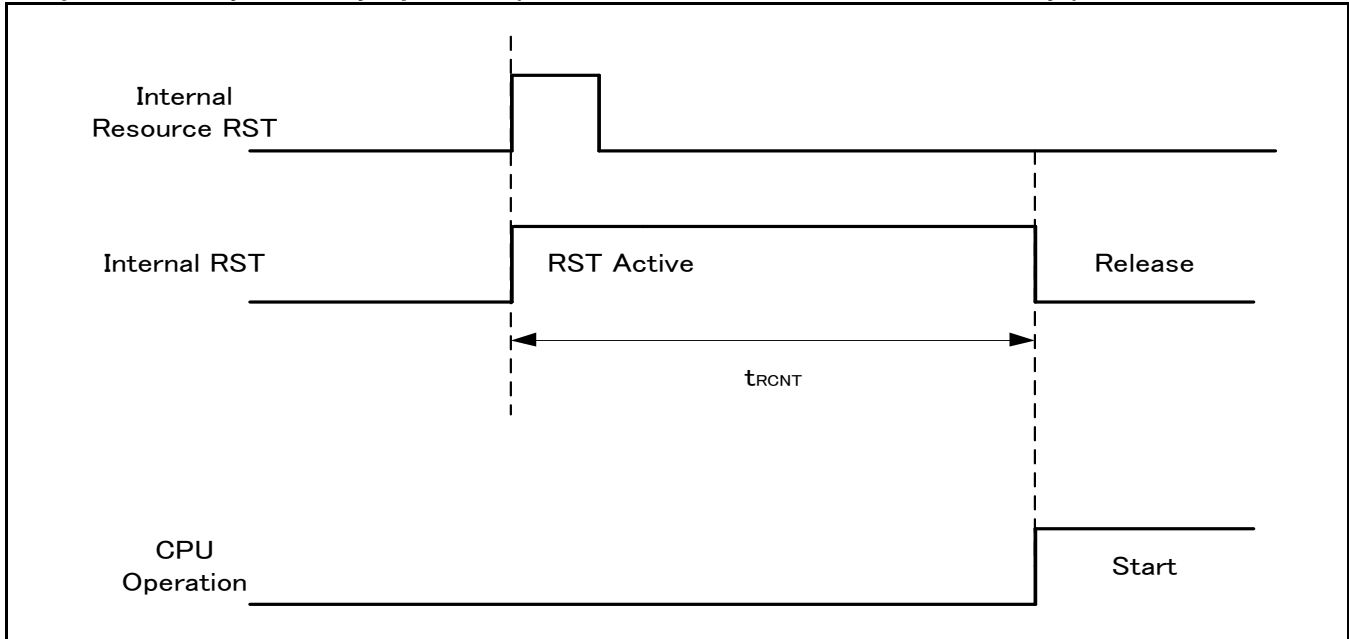 Internal
Resource RST
Internal RST
RST Active
Release
tRCNT
CPU
Operation
Start